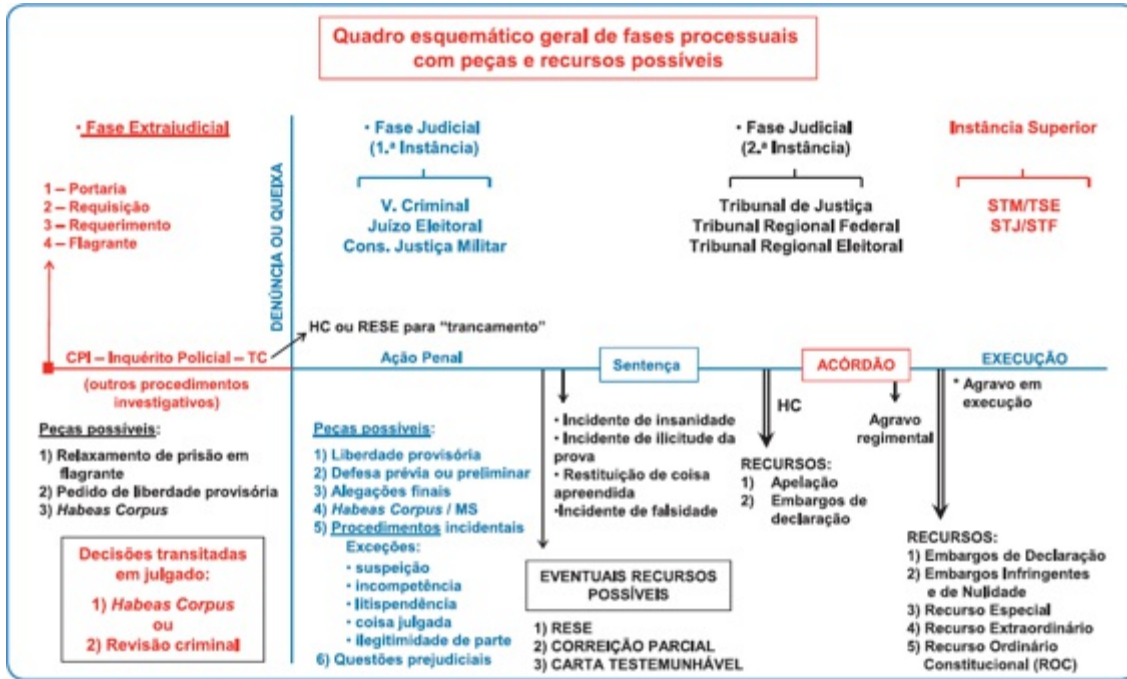 Quadro esquemático geral de fases processuais
com peças e recursos possíveis
• Fase Extrajudicial
1 – Portaria
2 – Requisição
3 – Requerimento
4 – Flagrante
DENÚNCIA OU QUEIXA
• Fase Judicial
(1.ª Instância)
V. Criminal
Juízo Eleitoral
Cons. Justiça Militar
• Fase Judicial
(2.ª Instância)
Tribunal de Justiça
Tribunal Regional Federal
Tribunal Regional Eleitoral
Instância Superior
STM/TSE
STJ/STF
HC ou RESE para “trancamento”
CPI – Inquérito Policial – TC
(outros procedimentos
investigativos)
Ação Penal
Sentença
ACÓRDÃO
EXECUÇÃO
* Agravo em
execução
Peças possíveis:
1) Relaxamento de prisão em
flagrante
2) Pedido de liberdade provisória
3) Habeas Corpus
Decisões transitadas
em julgado:
1) Habeas Corpus
ou
2) Revisão criminal
Peças possíveis:
1) Liberdade provisória
2) Defesa prévia ou preliminar
3) Alegações finais
4) Habeas Corpus / MS
5) Procedimentos incidentais
Exceções:
• suspeição
• incompetência
• litispendência
• coisa julgada
• ilegitimidade de parte
6) Questões prejudiciais
• Incidente de insanidade
• Incidente de ilicitude da
prova
• Restituição de coisa
apreendida
•Incidente de falsidade
EVENTUAIS RECURSOS
POSSÍVEIS
1) RESE
2) CORREIÇÃO PARCIAL
3) CARTA TESTEMUNHÁVEL
HC
RECURSOS:
1) Apelação
2) Embargos de
declaração
Agravo
regimental
RECURSOS:
1) Embargos de Declaração
2) Embargos Infringentes
e de Nulidade
3) Recurso Especial
4) Recurso Extraordinário
5) Recurso Ordinário
Constitucional (ROC)